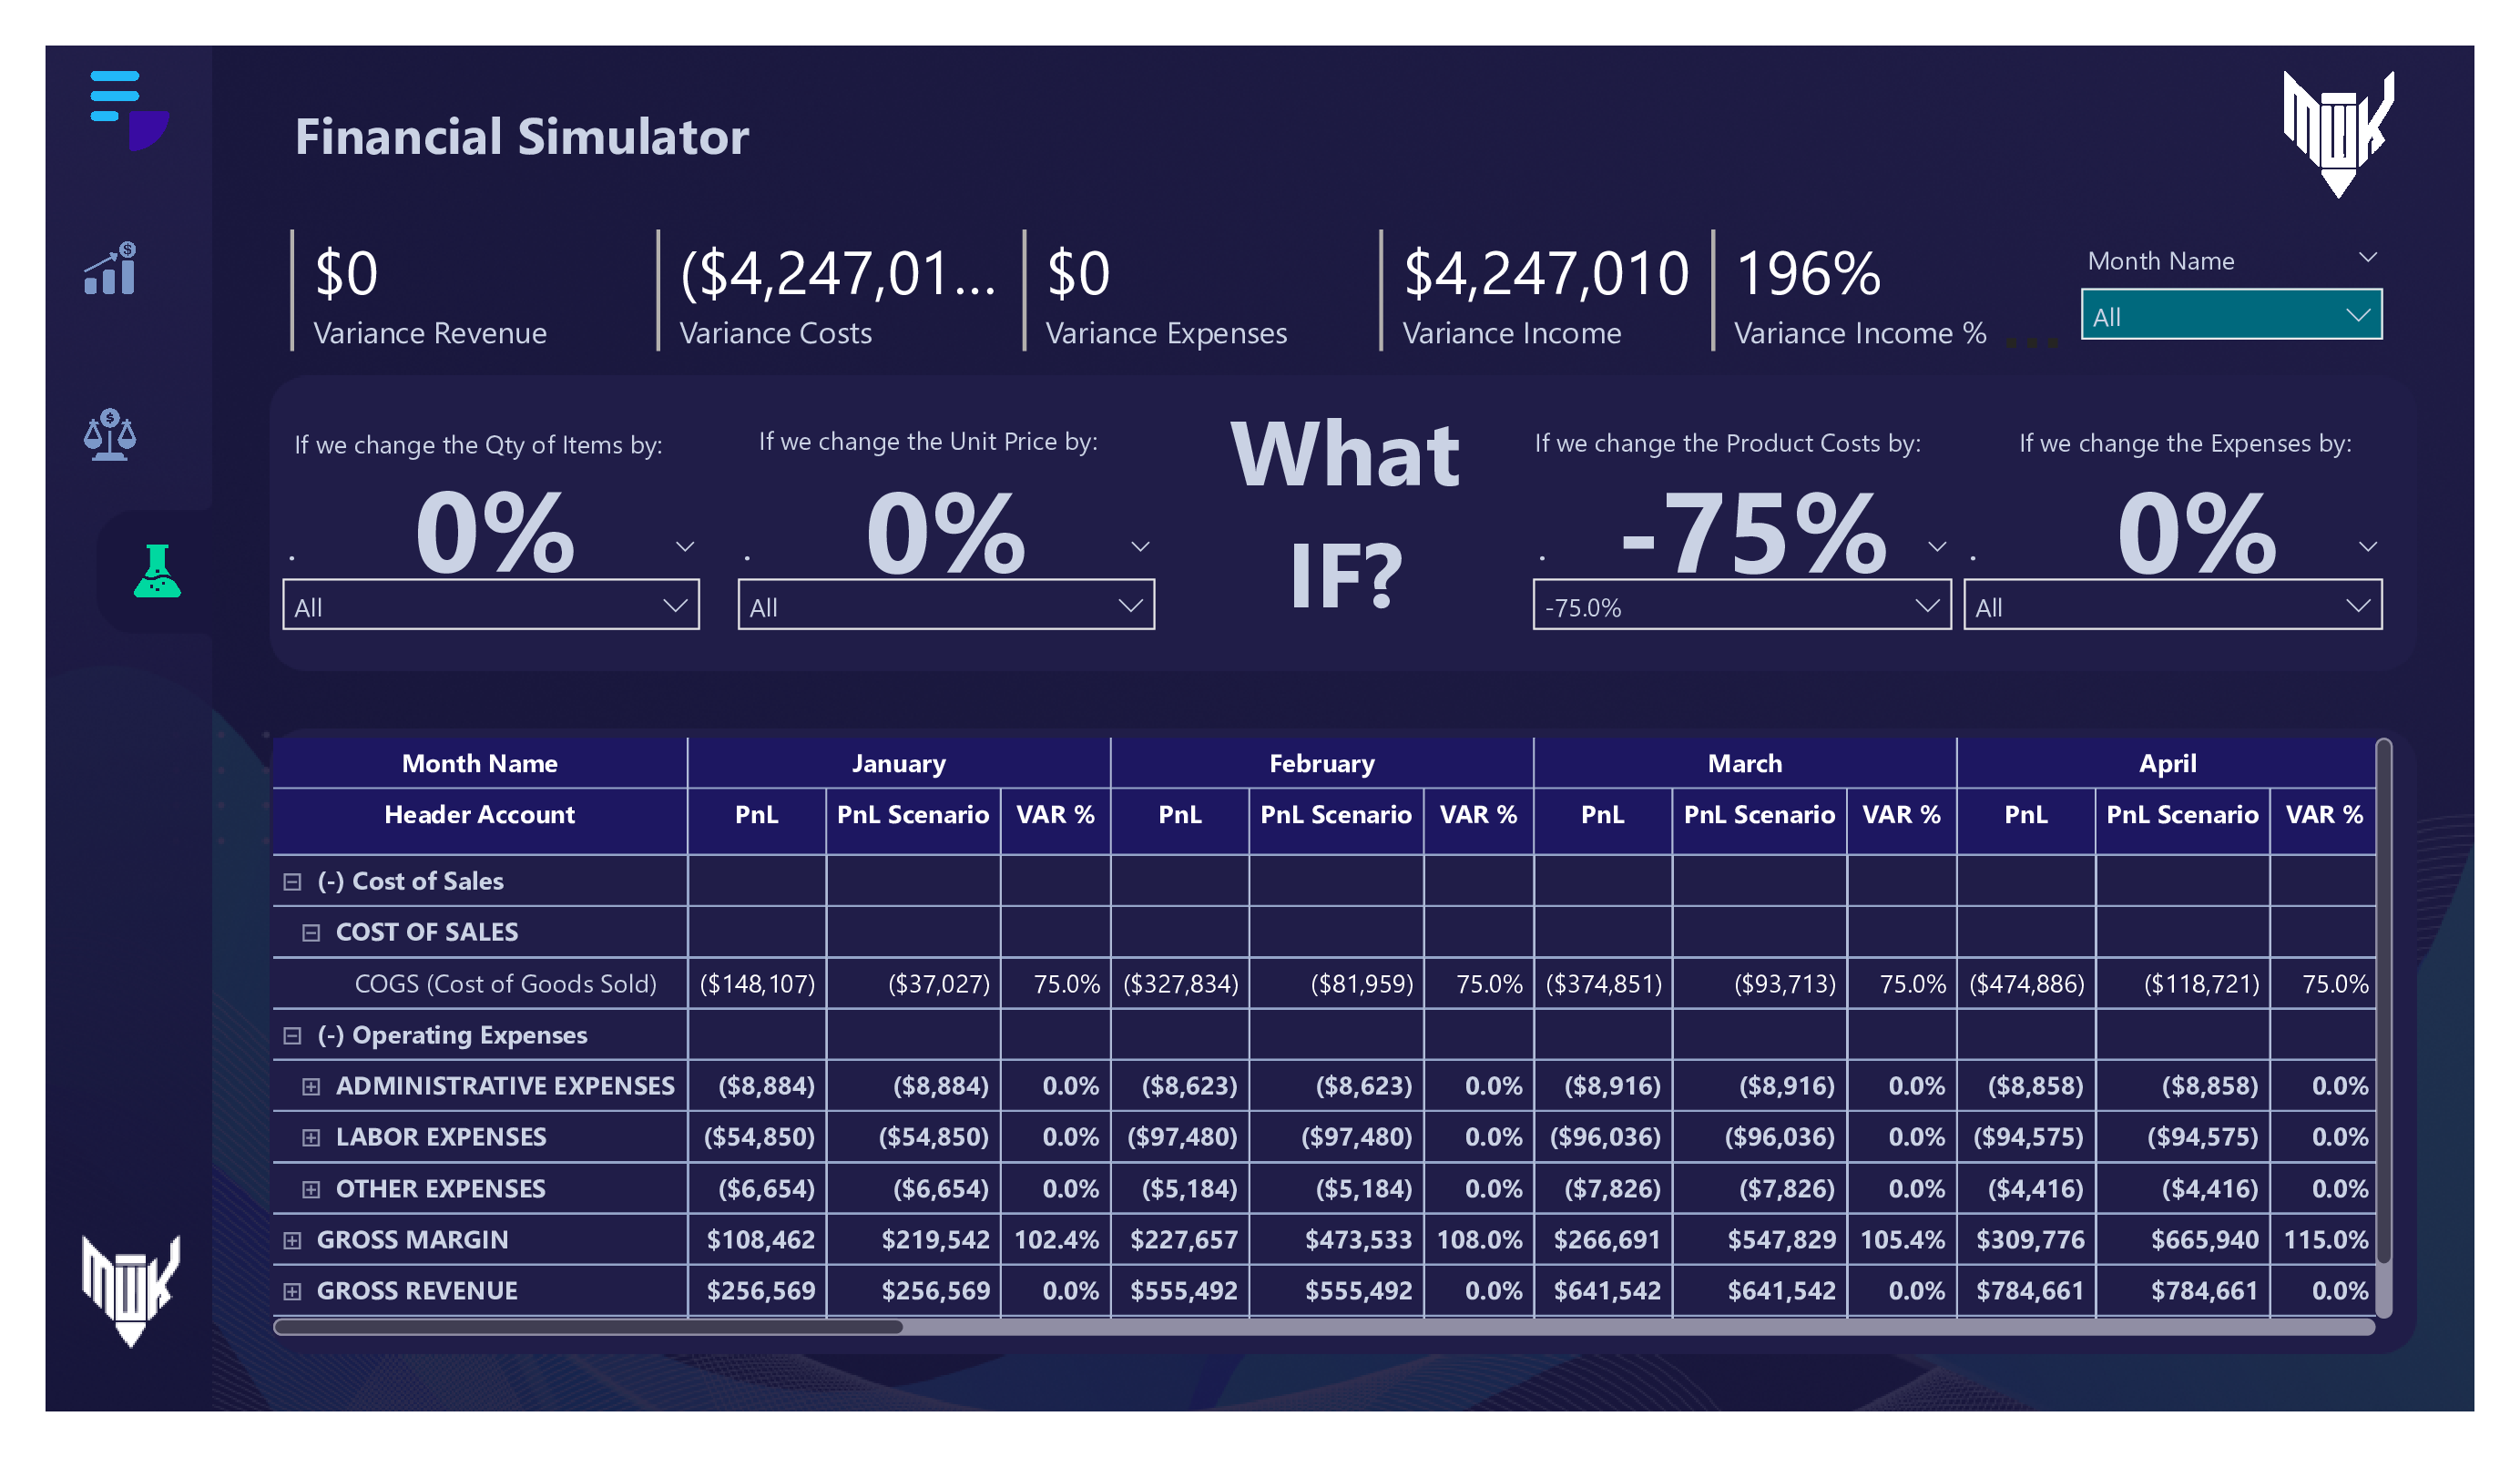 Financial Simulator
MWK
$0
Variance Revenue
($4,247,01...
Variance Costs
$0
Variance Expenses
$4,247,010
Variance Income
196%
Variance Income %
Month Name
All
If we change the Qty of Items by:
0%
All
If we change the Unit Price by:
0%
All
What
IF?
If we change the Product Costs by:
-75%
-75.0%
If we change the Expenses by:
0%
All
Month Name January February March April
Header Account PnL PnL Scenario VAR % PnL PnL Scenario VAR % PnL PnL Scenario VAR % PnL PnL Scenario VAR %
(-) Cost of Sales
COST OF SALES
COGS (Cost of Goods Sold) ($148,107) ($37,027) 75.0% ($327,834) ($81,959) 75.0% ($374,851) ($93,713) 75.0% ($474,886) ($118,721) 75.0%
(-) Operating Expenses
ADMINISTRATIVE EXPENSES ($8,884) ($8,884) 0.0% ($8,623) ($8,623) 0.0% ($8,916) ($8,916) 0.0% ($8,858) ($8,858) 0.0%
LABOR EXPENSES ($54,850) ($54,850) 0.0% ($97,480) ($97,480) 0.0% ($96,036) ($96,036) 0.0% ($94,575) ($94,575) 0.0%
OTHER EXPENSES ($6,654) ($6,654) 0.0% ($5,184) ($5,184) 0.0% ($7,826) ($7,826) 0.0% ($4,416) ($4,416) 0.0%
GROSS MARGIN $108,462 $219,542 102.4% $227,657 $473,533 108.0% $266,691 $547,829 105.4% $309,776 $665,940 115.0%
GROSS REVENUE $256,569 $256,569 0.0% $555,492 $555,492 0.0% $641,542 $641,542 0.0% $784,661 $784,661 0.0%
MWK